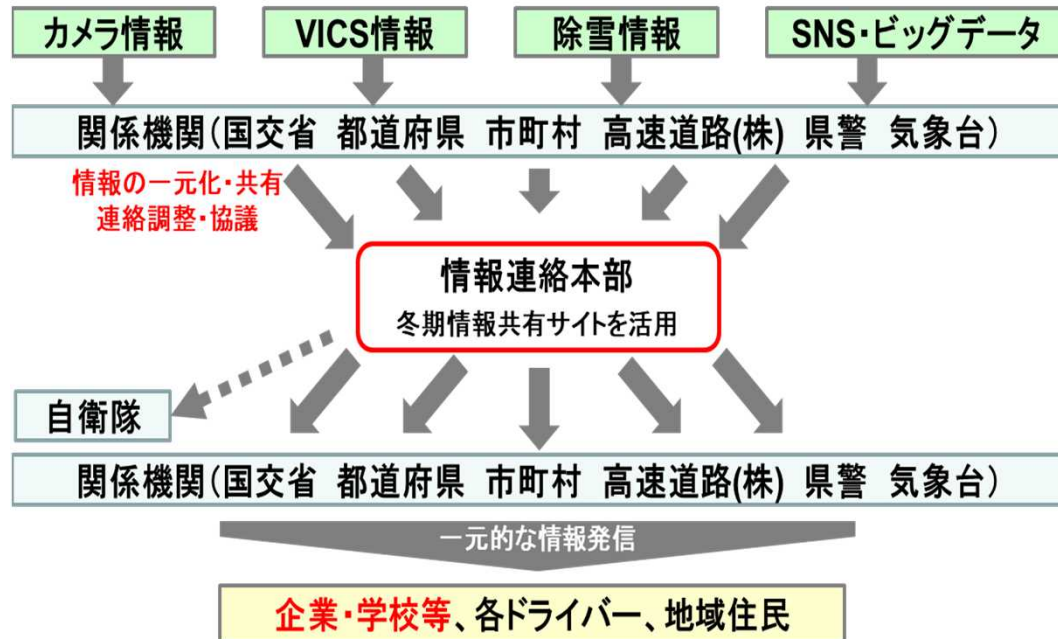 カメラ情報
VICS情報
除雪情報
SNS・ビッグデータ
関係機関(国交省 都道府県 市町村 高速道路(株) 県警 気象台)
情報の一元化・共有
連絡調整・協議
情報連絡本部
冬期情報共有サイトを活用
自衛隊
関係機関(国交省 都道府県 市町村 高速道路(株) 県警 気象台)
一元的な情報発信
企業・学校等、各ドライバー、地域住民